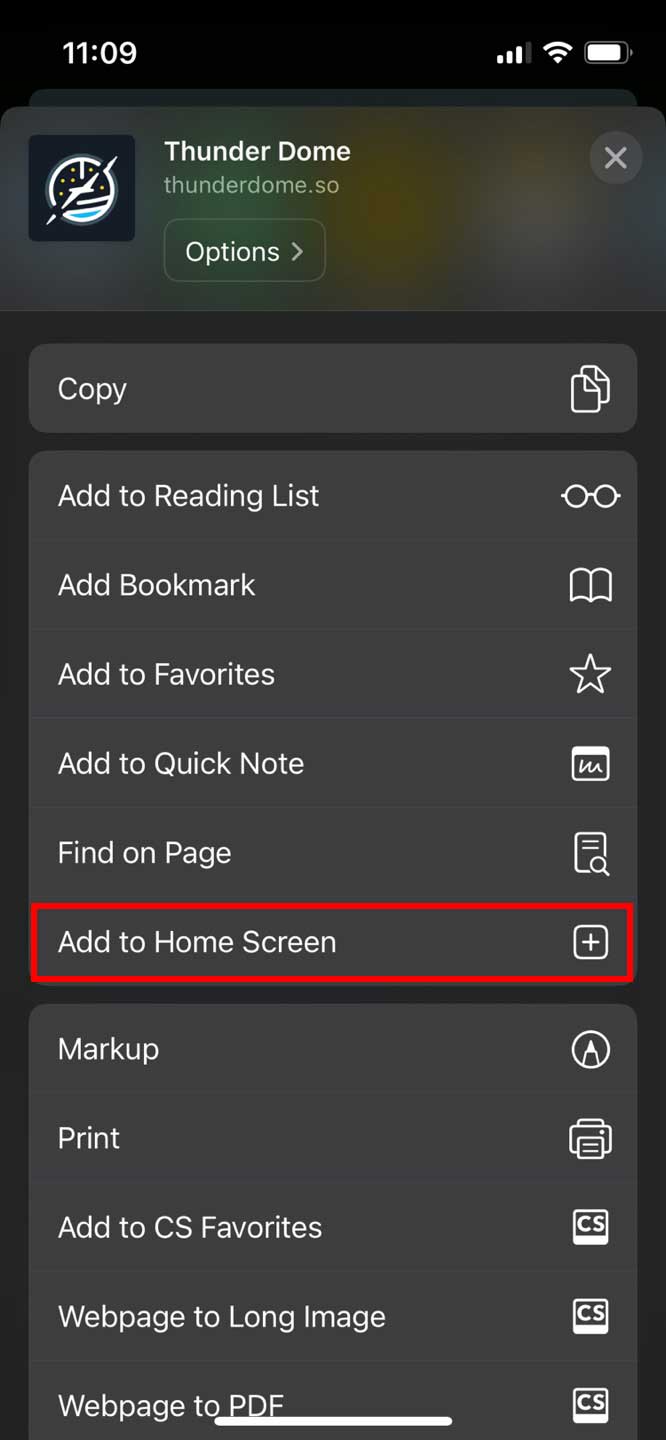 11:09
Thunder Dome
thunderdome.so
Options
Copy
Add to Reading List
Add Bookmark
Add to Favorites
Add to Quick Note
Find on Page
Add to Home Screen
Markup
Print
Add to CS Favorites
CS
Webpage to Long Image
CS
Webpage to PDF
CS